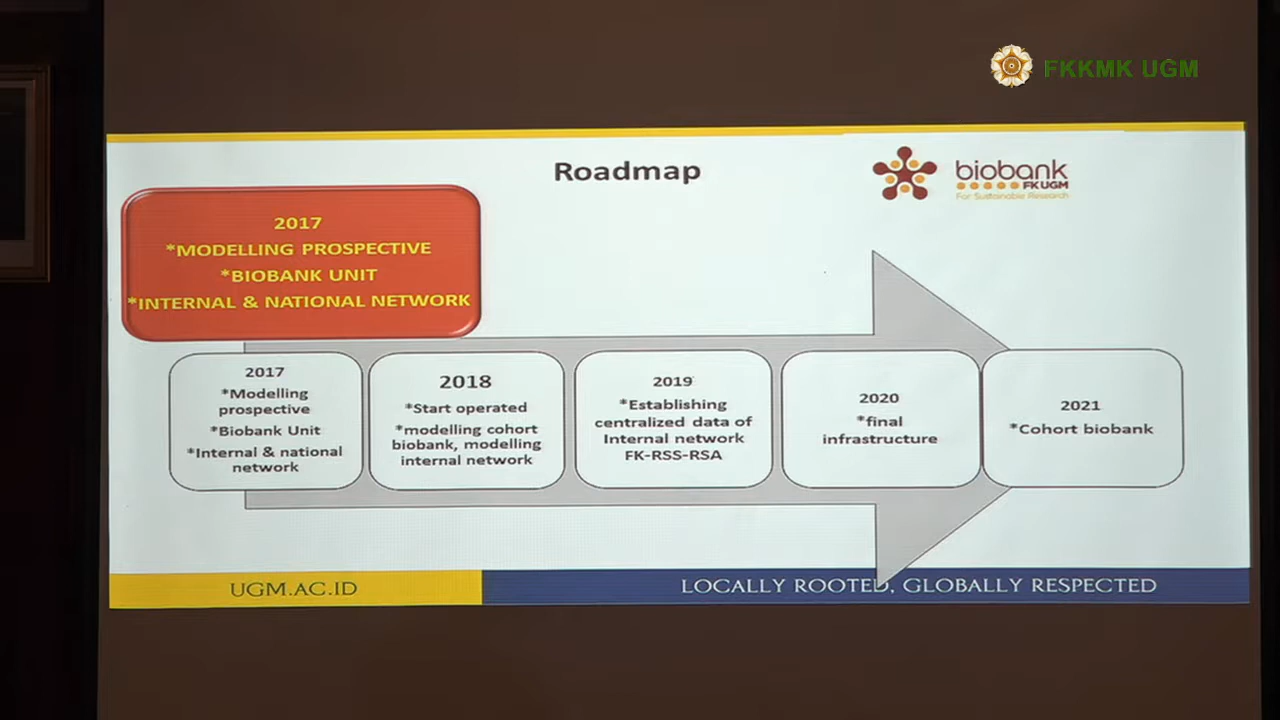 FKKMK UGM
Roadmap
biobank
FK UGM
For Sustainable Research
2017
*MODELLING PROSPECTIVE
*BIOBANK UNIT
*INTERNAL & NATIONAL NETWORK
2017
*Modelling
prospective
*Biobank Unit
*Internal & national
network
2018
*Start operated
*modelling cohort
biobank, modelling
internal network
2019
*Establishing
centralized data of
Internal network
FK-RSS-RSA
2020
*final
infrastructure
2021
*Cohort biobank
UGM.AC.ID
LOCALLY ROOTED, GLOBALLY RESPECTED